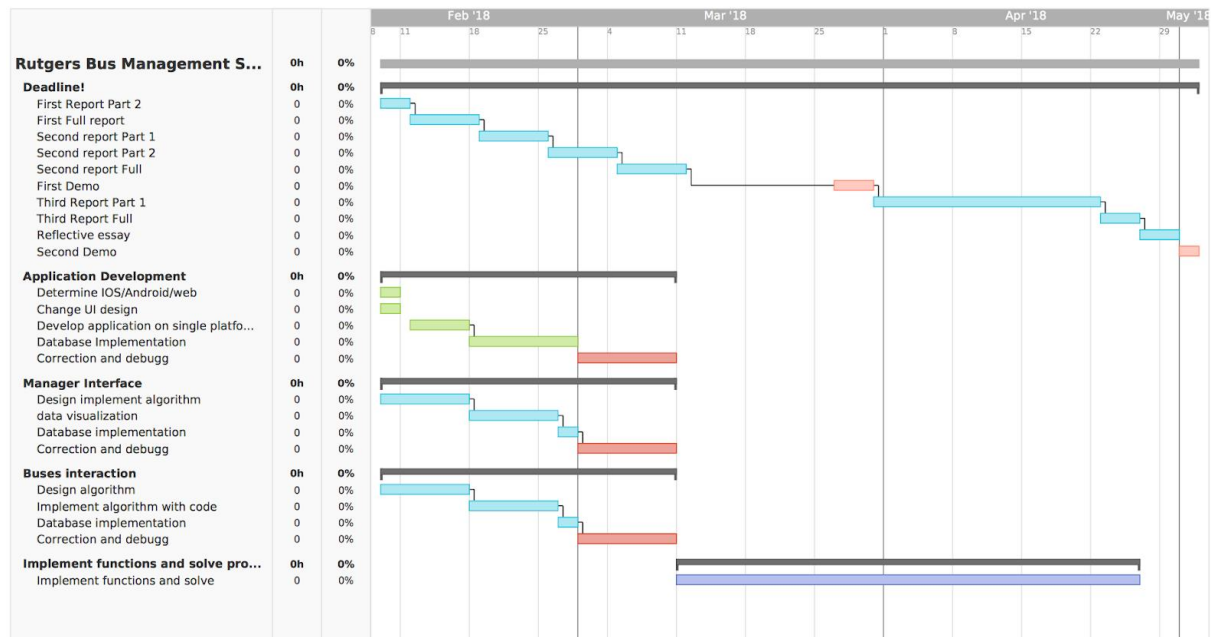 Feb '18 Mar '18 Apr '18 May '18
8 11 18 25 4 11 18 25 1 8 15 22 29
Rutgers Bus Management S... 0h 0%
Deadline! 0h 0%
First Report Part 2 0 0%
First Full report 0 0%
Second report Part 1 0 0%
Second report Part 2 0 0%
Second report Full 0 0%
First Demo 0 0%
Third Report Part 1 0 0%
Third Report Full 0 0%
Reflective essay 0 0%
Second Demo 0 0%
Application Development 0h 0%
Determine IOS/Android/web 0 0%
Change UI design 0 0%
Develop application on single platfo... 0 0%
Database Implementation 0 0%
Correction and debugg 0 0%
Manager Interface 0h 0%
Design implement algorithm 0 0%
data visualization 0 0%
Database implementation 0 0%
Correction and debugg 0 0%
Buses interaction 0h 0%
Design algorithm 0 0%
Implement algorithm with code 0 0%
Database implementation 0 0%
Correction and debugg 0 0%
Implement functions and solve pro... 0h 0%
Implement functions and solve 0 0%